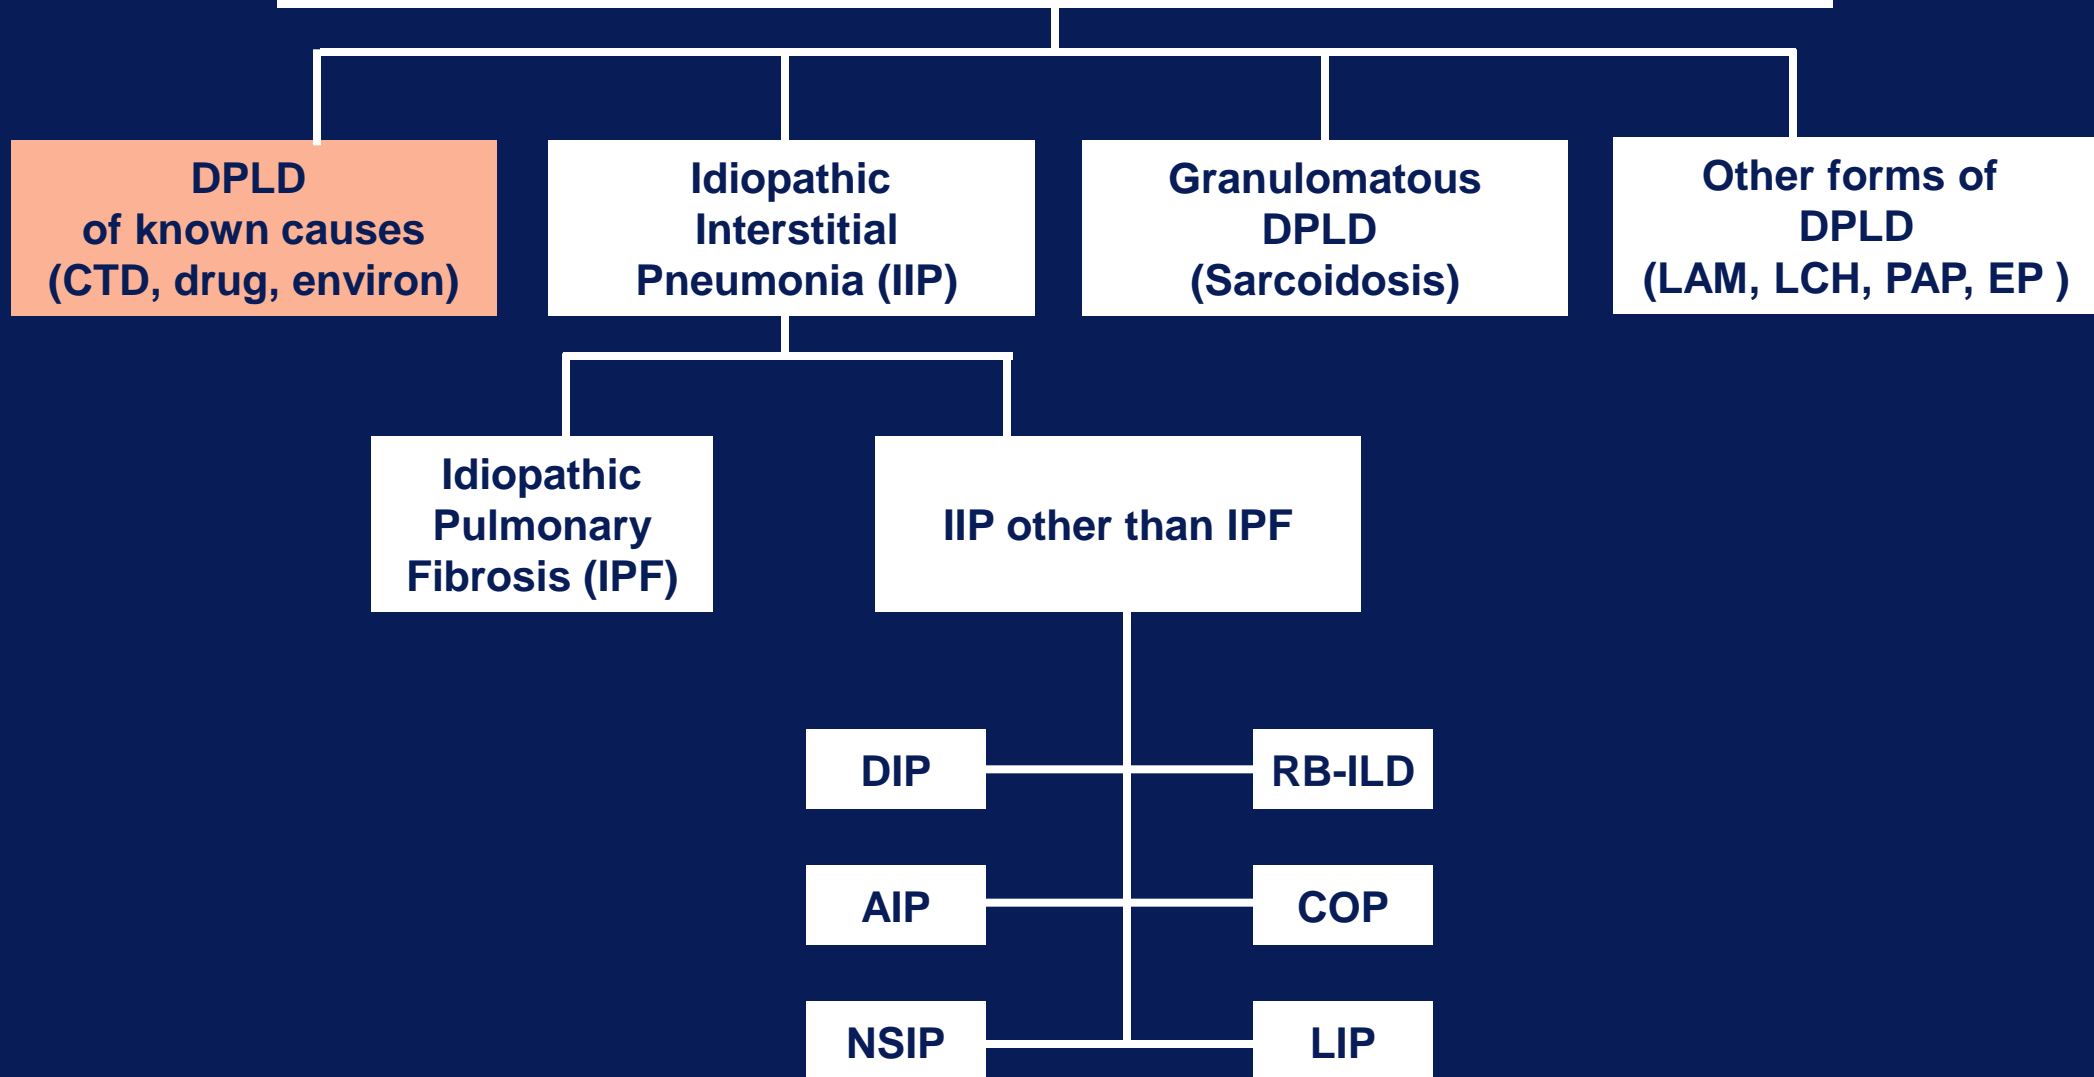 DPLD
of known causes
(CTD, drug, environ)
Idiopathic
Interstitial
Pneumonia (IIP)
Granulomatous
DPLD
(Sarcoidosis)
Other forms of
DPLD
(LAM, LCH, PAP, EP )
Idiopathic
Pulmonary
Fibrosis (IPF)
IIP other than IPF
DIP
RB-ILD
AIP
COP
NSIP
LIP